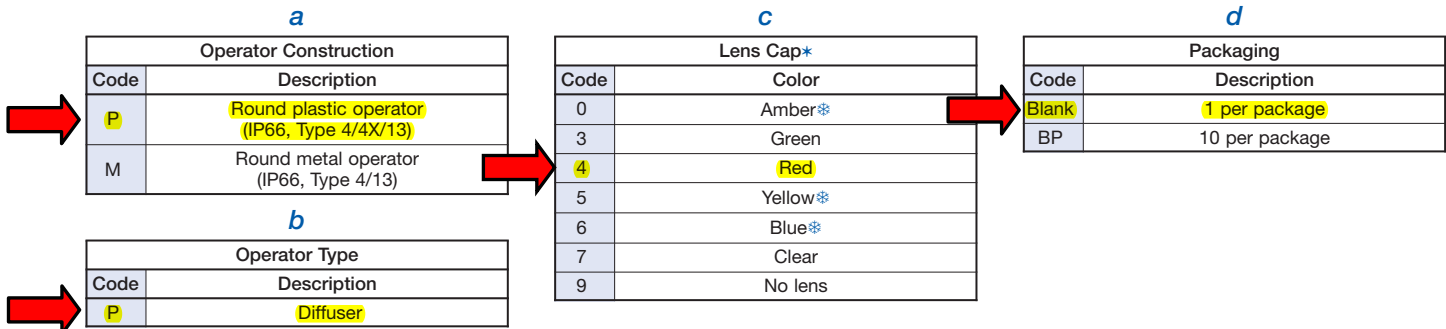 a
Operator Construction
Code Description
P Round plastic operator
(IP66, Type 4/4X/13)
M Round metal operator
(IP66, Type 4/13)
b
Operator Type
Code Description
P Diffuser
c
Lens Cap✶
Code Color
0 Amber❄
3 Green
4 Red
5 Yellow❄
6 Blue❄
7 Clear
9 No lens
d
Packaging
Code Description
Blank 1 per package
BP 10 per package